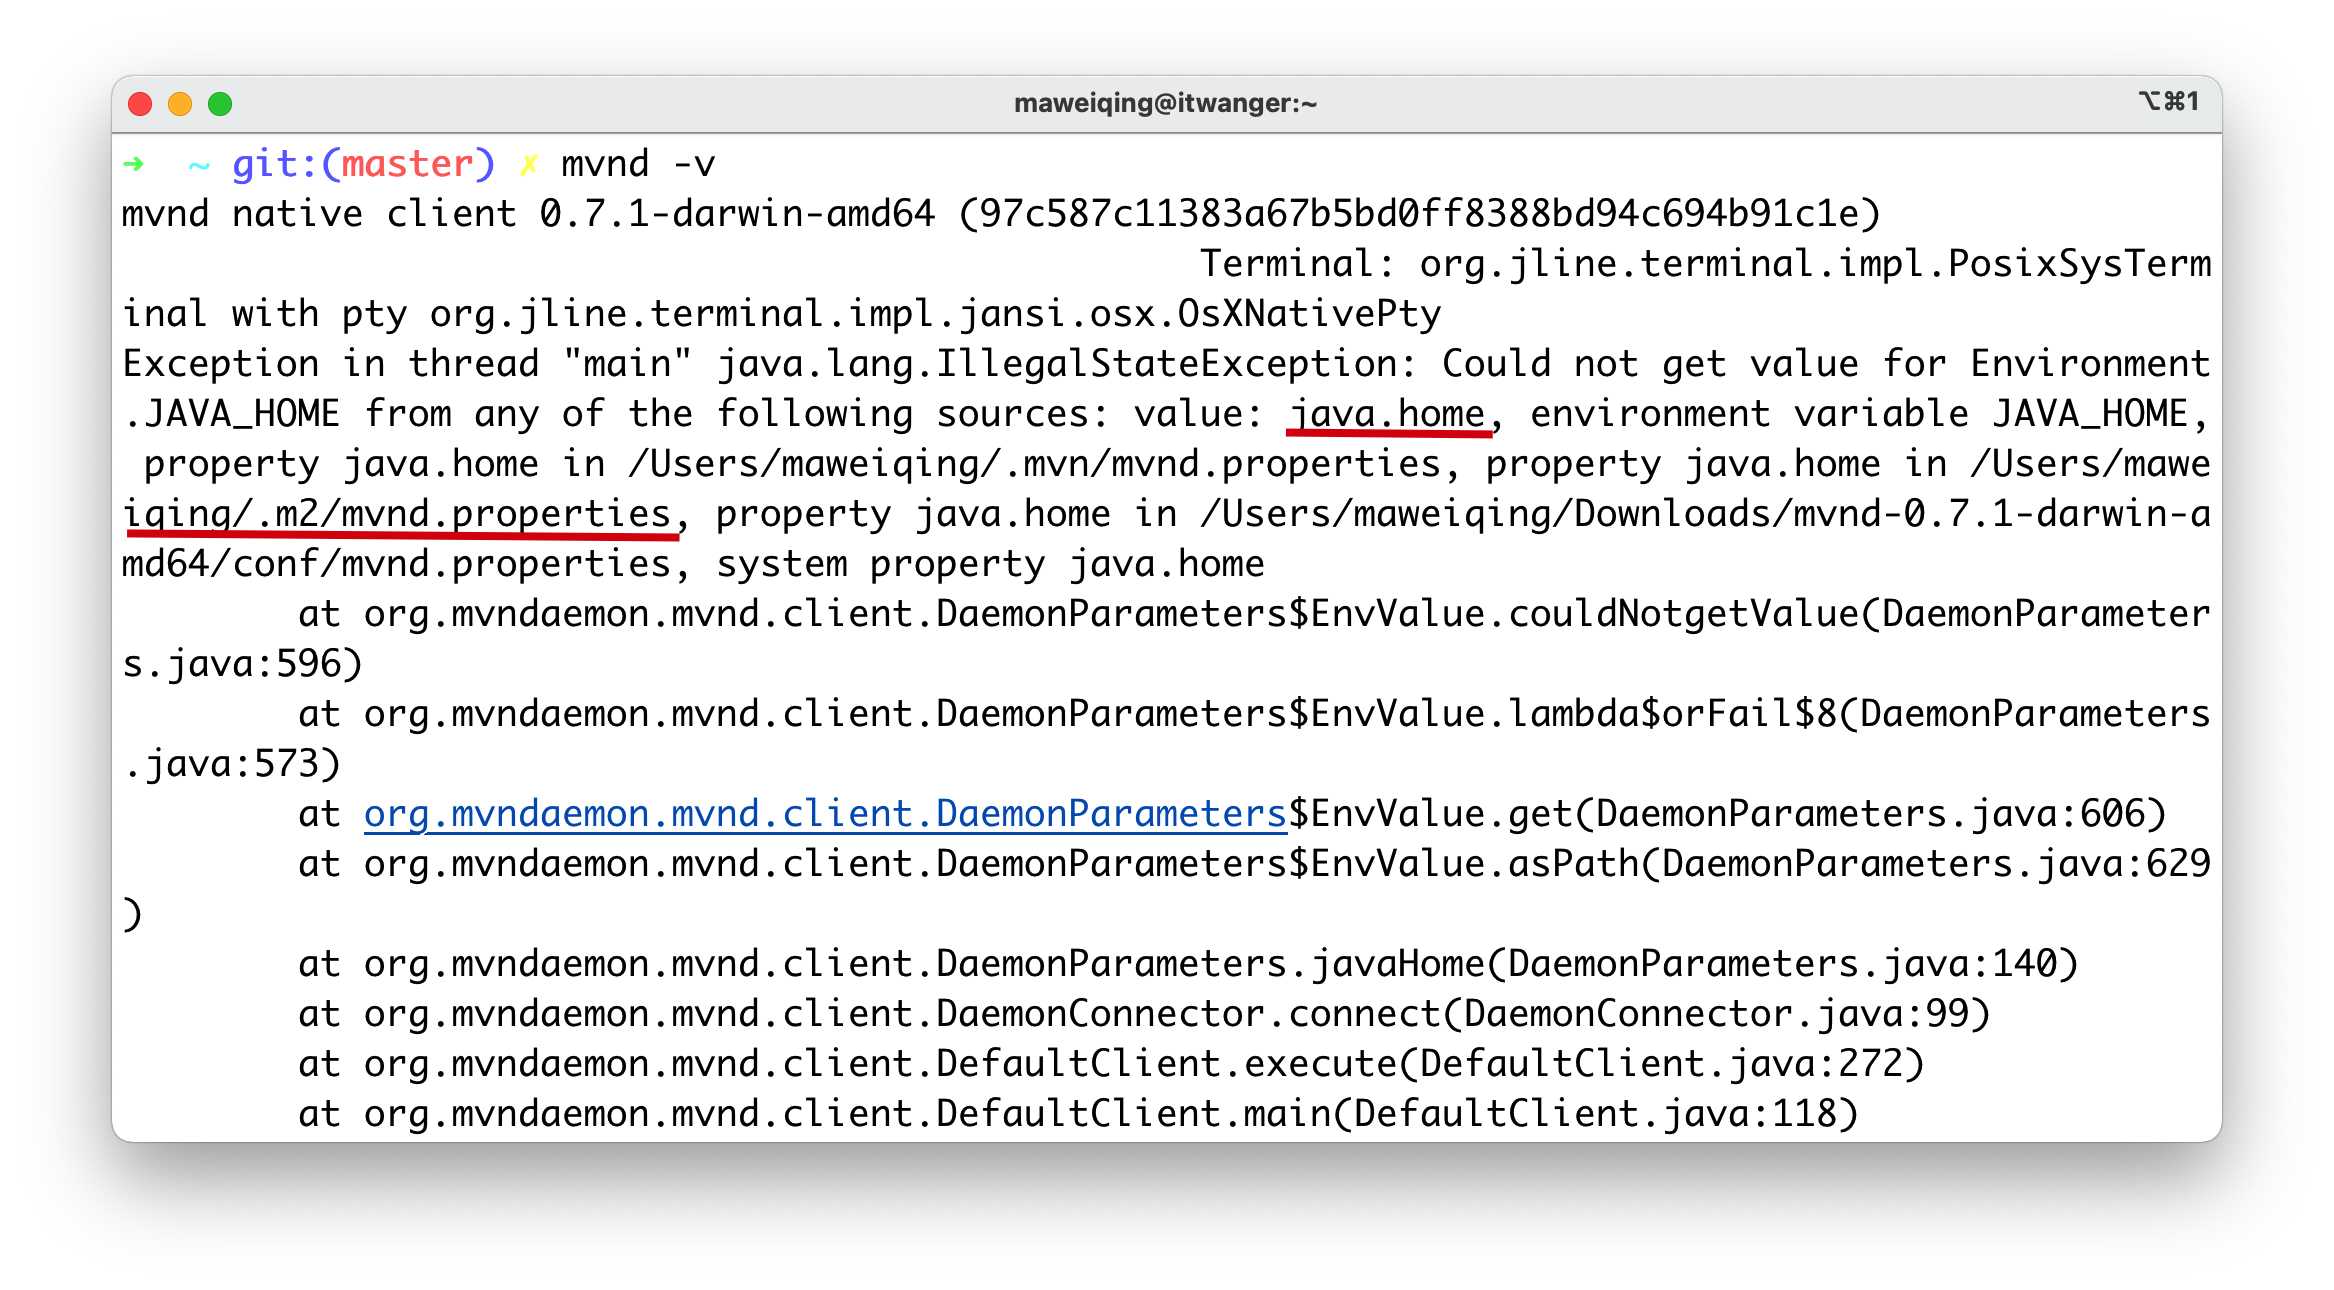 maweiqing@itwanger:~
⌥⌘1
➜  ~ git:(master) ✗ mvnd -v
mvnd native client 0.7.1-darwin-amd64 (97c587c11383a67b5bd0ff8388bd94c694b91c1e)
Terminal: org.jline.terminal.impl.PosixSysTerm
inal with pty org.jline.terminal.impl.jansi.osx.OsXNativePty
Exception in thread "main" java.lang.IllegalStateException: Could not get value for Environment
.JAVA_HOME from any of the following sources: value: java.home, environment variable JAVA_HOME,
property java.home in /Users/maweiqing/.mvn/mvnd.properties, property java.home in /Users/mawe
iqing/.m2/mvnd.properties, property java.home in /Users/maweiqing/Downloads/mvnd-0.7.1-darwin-a
md64/conf/mvnd.properties, system property java.home
at org.mvndaemon.mvnd.client.DaemonParameters$EnvValue.couldNotgetValue(DaemonParameter
s.java:596)
at org.mvndaemon.mvnd.client.DaemonParameters$EnvValue.lambda$orFail$8(DaemonParameters
.java:573)
at org.mvndaemon.mvnd.client.DaemonParameters$EnvValue.get(DaemonParameters.java:606)
at org.mvndaemon.mvnd.client.DaemonParameters$EnvValue.asPath(DaemonParameters.java:629
)
at org.mvndaemon.mvnd.client.DaemonParameters.javaHome(DaemonParameters.java:140)
at org.mvndaemon.mvnd.client.DaemonConnector.connect(DaemonConnector.java:99)
at org.mvndaemon.mvnd.client.DefaultClient.execute(DefaultClient.java:272)
at org.mvndaemon.mvnd.client.DefaultClient.main(DefaultClient.java:118)